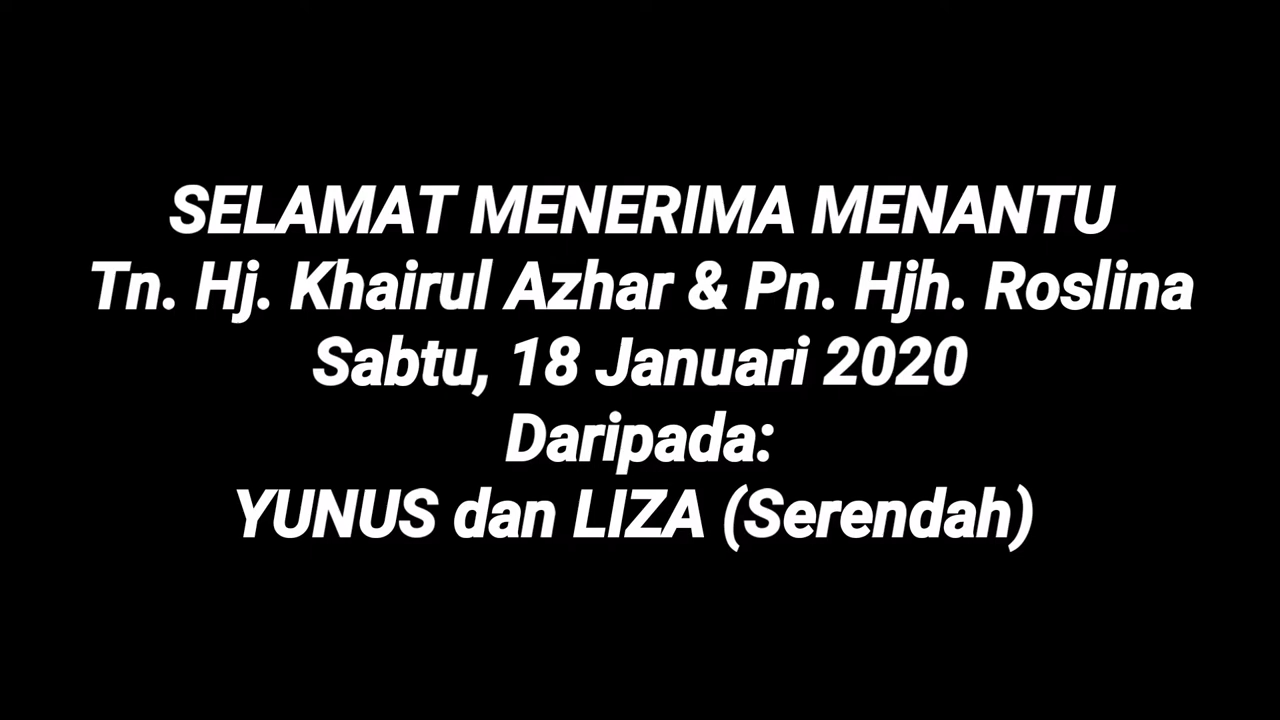 SELAMAT MENERIMA MENANTU
Tn. Hj. Khairul Azhar & Pn. Hjh. Roslina
Sabtu, 18 Januari 2020
Daripada:
YUNUS dan LIZA (Serendah)